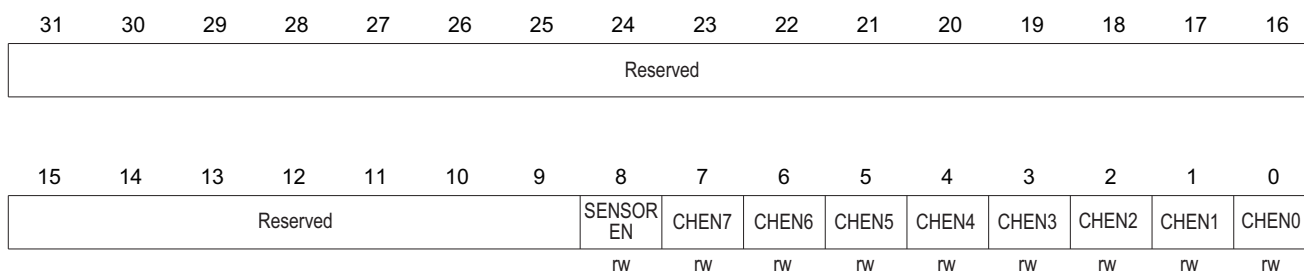 31 30 29 28 27 26 25 24 23 22 21 20 19 18 17 16
Reserved
15 14 13 12 11 10 9 8 7 6 5 4 3 2 1 0
Reserved SENSOR EN CHEN7 CHEN6 CHEN5 CHEN4 CHEN3 CHEN2 CHEN1 CHEN0
rw rw rw rw rw rw rw rw rw